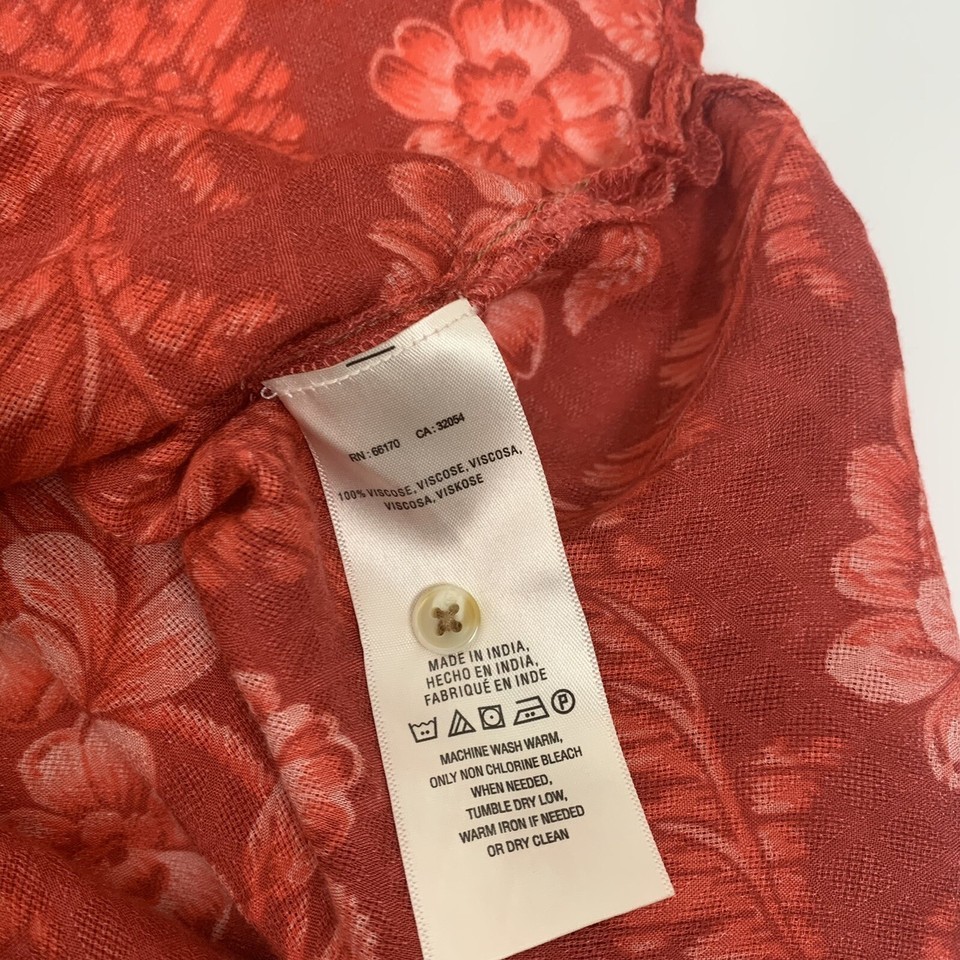 RN : 66170 CA : 32054
100% VISCOSE, VISCOSE, VISCOSA,
VISCOSA, VISKOSE
MADE IN INDIA,
HECHO EN INDIA,
FABRIQUÉ EN INDE
P
MACHINE WASH WARM,
ONLY NON CHLORINE BLEACH
WHEN NEEDED,
TUMBLE DRY LOW,
WARM IRON IF NEEDED
OR DRY CLEAN